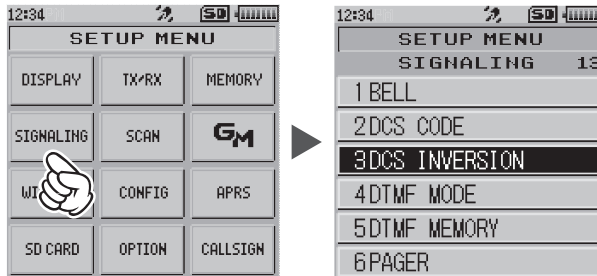 12:34 SD
SETUP MENU
DISPLAY TX/RX MEMORY
SIGNALING SCAN GM
CONFIG APRS
SD CARD OPTION CALLSIGN
12:34 SD
SETUP MENU
SIGNALING 13
1 BELL
2 DCS CODE
3 DCS INVERSION
4 DTMF MODE
5 DTMF MEMORY
6 PAGER